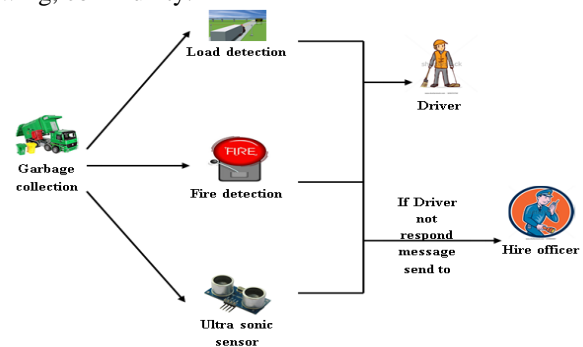 Load detection
Driver
Garbage
collection
FIRE
Fire detection
If Driver
not
respond
message
send to
Hire officer
Ultra sonic
sensor